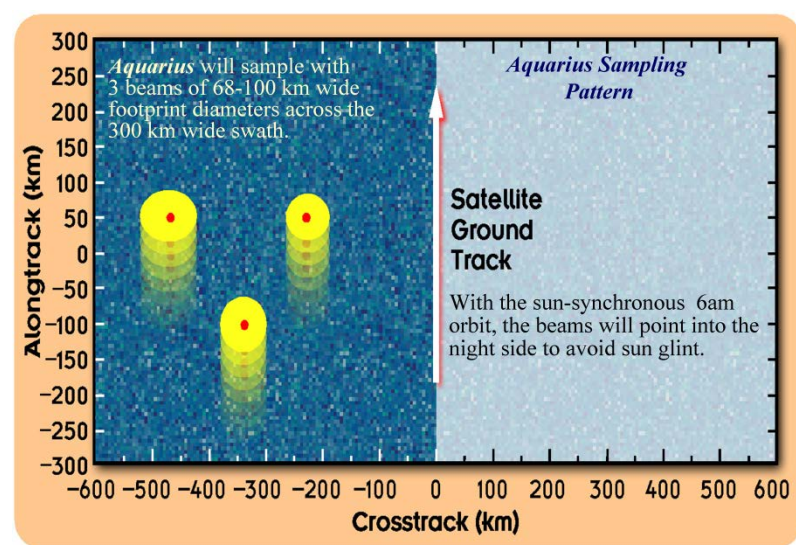 Aquarius will sample with
3 beams of 68-100 km wide
footprint diameters across the
300 km wide swath.
Aquarius Sampling
Pattern
Satellite
Ground
Track
With the sun-synchronous 6am
orbit, the beams will point into the
night side to avoid sun glint.
Alongtrack (km)
300
250
200
150
100
50
0
−50
−100
−150
−200
−250
−300
−600 −500 −400 −300 −200 −100 0 100 200 300 400 500 600
Crosstrack (km)